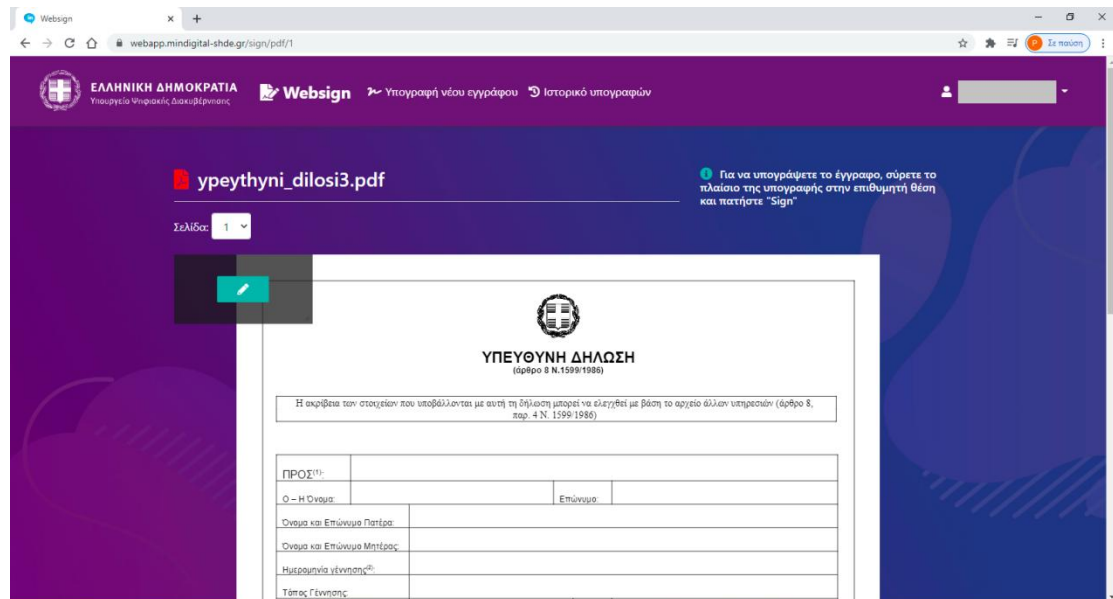 Websign
webapp.mindigital-shde.gr/sign/pdf/1
P Σε παύση
ΕΛΛΗΝΙΚΗ ΔΗΜΟΚΡΑΤΙΑ
Υπουργείο Ψηφιακής Διακυβέρνησης
Websign
Υπογραφή νέου εγγράφου
Ιστορικό υπογραφών
ypeythyni_dilosi3.pdf
Για να υπογράψετε το έγγραφο, σύρετε το
πλαίσιο της υπογραφής στην επιθυμητή θέση
και πατήστε "Sign"
Σελίδα: 1
ΥΠΕΥΘΥΝΗ ΔΗΛΩΣΗ
(άρθρο 8 Ν.1599/1986)
Η ακρίβεια των στοιχείων που υποβάλλονται με αυτή τη δήλωση μπορεί να ελεγχθεί με βάση το αρχείο άλλων υπηρεσιών (άρθρο 8,
παρ. 4 Ν. 1599/1986)
ΠΡΟΣ(1):
Ο – Η Όνομα:
Επώνυμο:
Όνομα και Επώνυμο Πατέρα:
Όνομα και Επώνυμο Μητέρας:
Ημερομηνία γέννησης(2):
Τόπος Γέννησης: